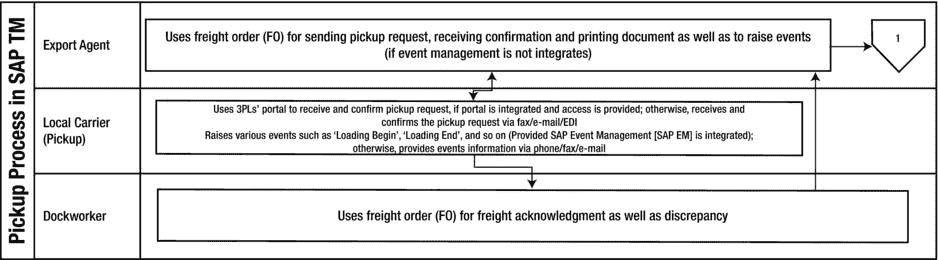 Pickup Process in SAP TM
Export Agent
Uses freight order (FO) for sending pickup request, receiving confirmation and printing document as well as to raise events
(if event management is not integrates)
1
Local Carrier
(Pickup)
Uses 3PLs' portal to receive and confirm pickup request, if portal is integrated and access is provided; otherwise, receives and
confirms the pickup request via fax/e-mail/EDI
Raises various events such as 'Loading Begin', 'Loading End', and so on (Provided SAP Event Management [SAP EM] is integrated);
otherwise, provides events information via phone/fax/e-mail
Dockworker
Uses freight order (FO) for freight acknowledgment as well as discrepancy